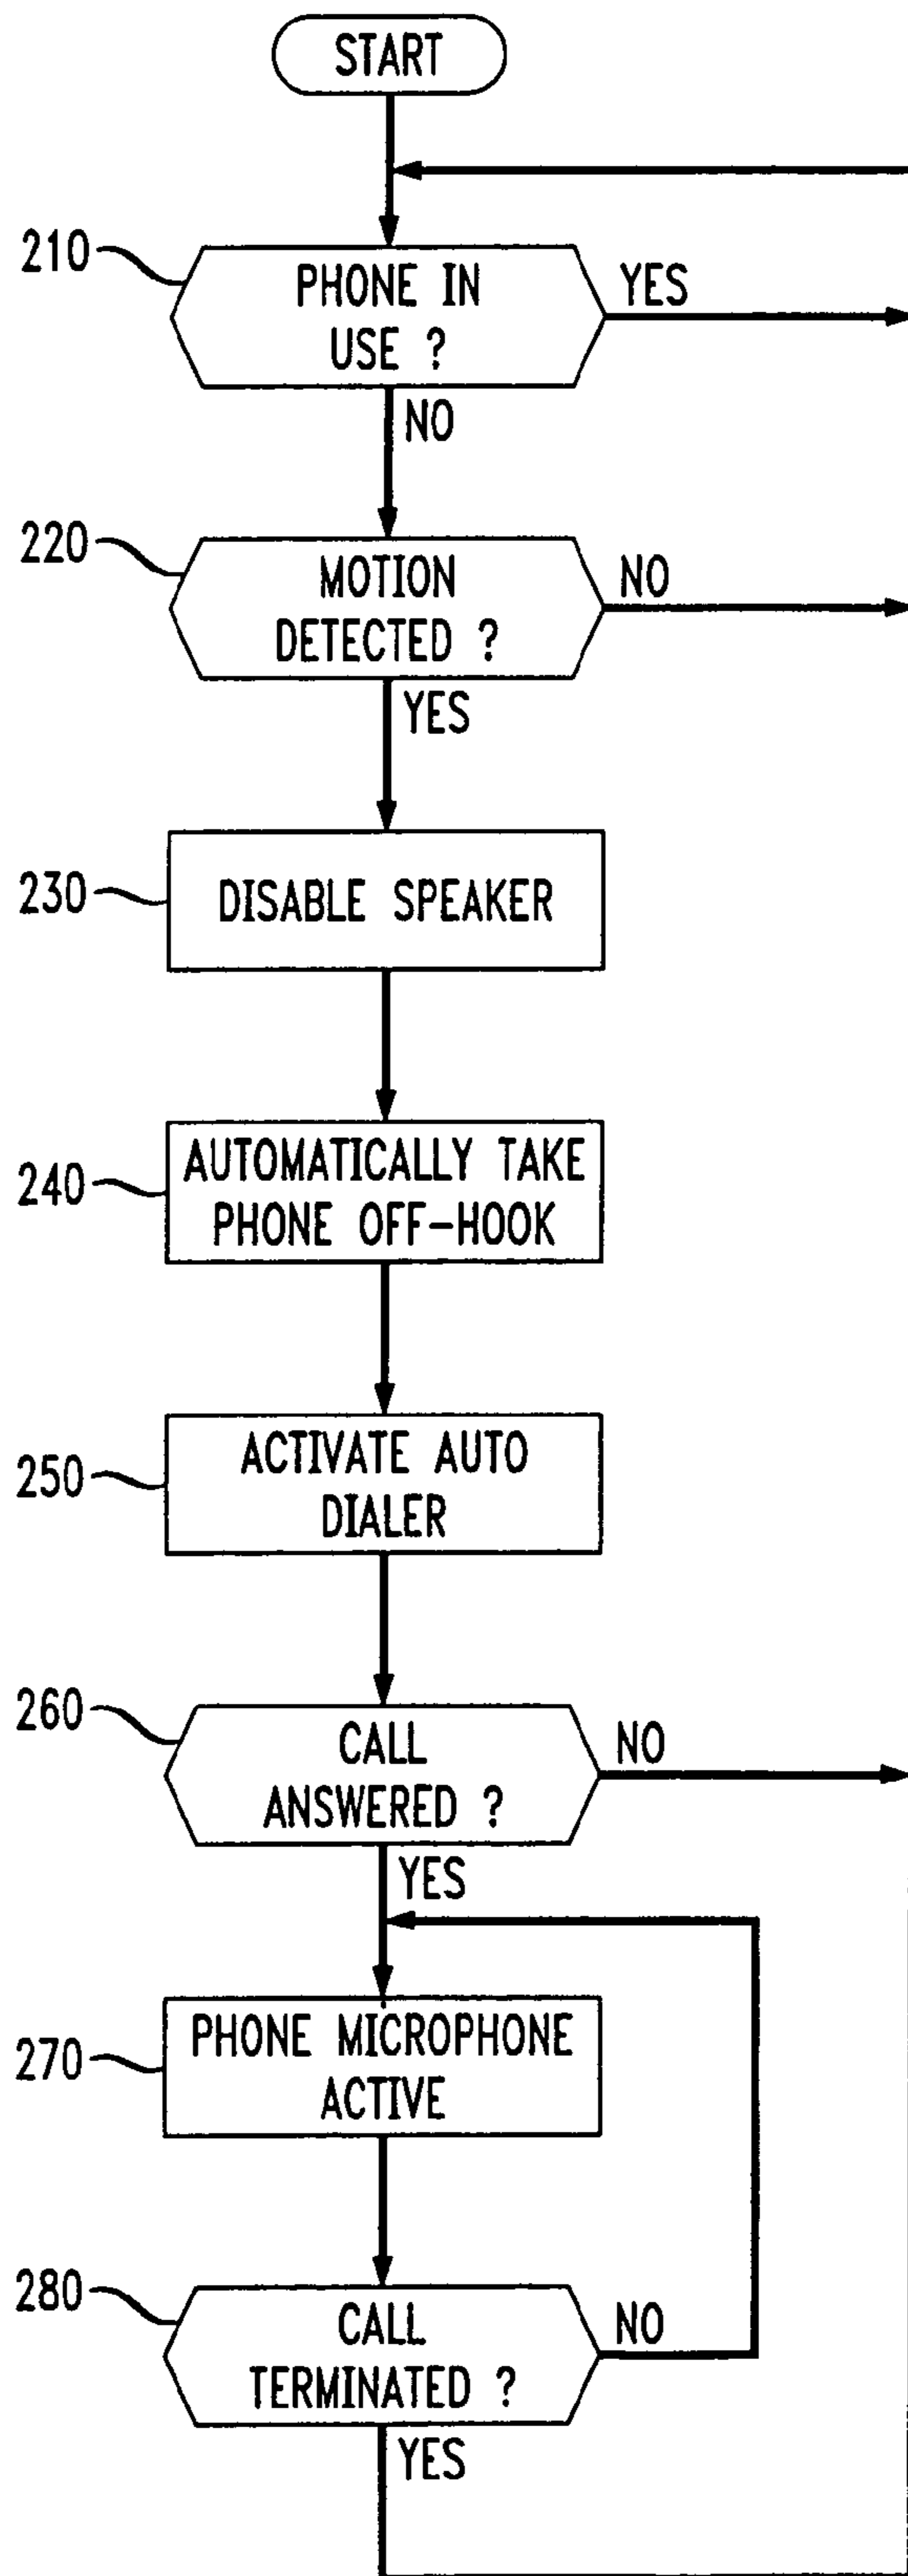 START
210
PHONE IN
USE ?
YES
NO
220
MOTION
DETECTED ?
NO
YES
230
DISABLE SPEAKER
240
AUTOMATICALLY TAKE
PHONE OFF-HOOK
250
ACTIVATE AUTO
DIALER
260
CALL
ANSWERED ?
NO
YES
270
PHONE MICROPHONE
ACTIVE
280
CALL
TERMINATED ?
NO
YES